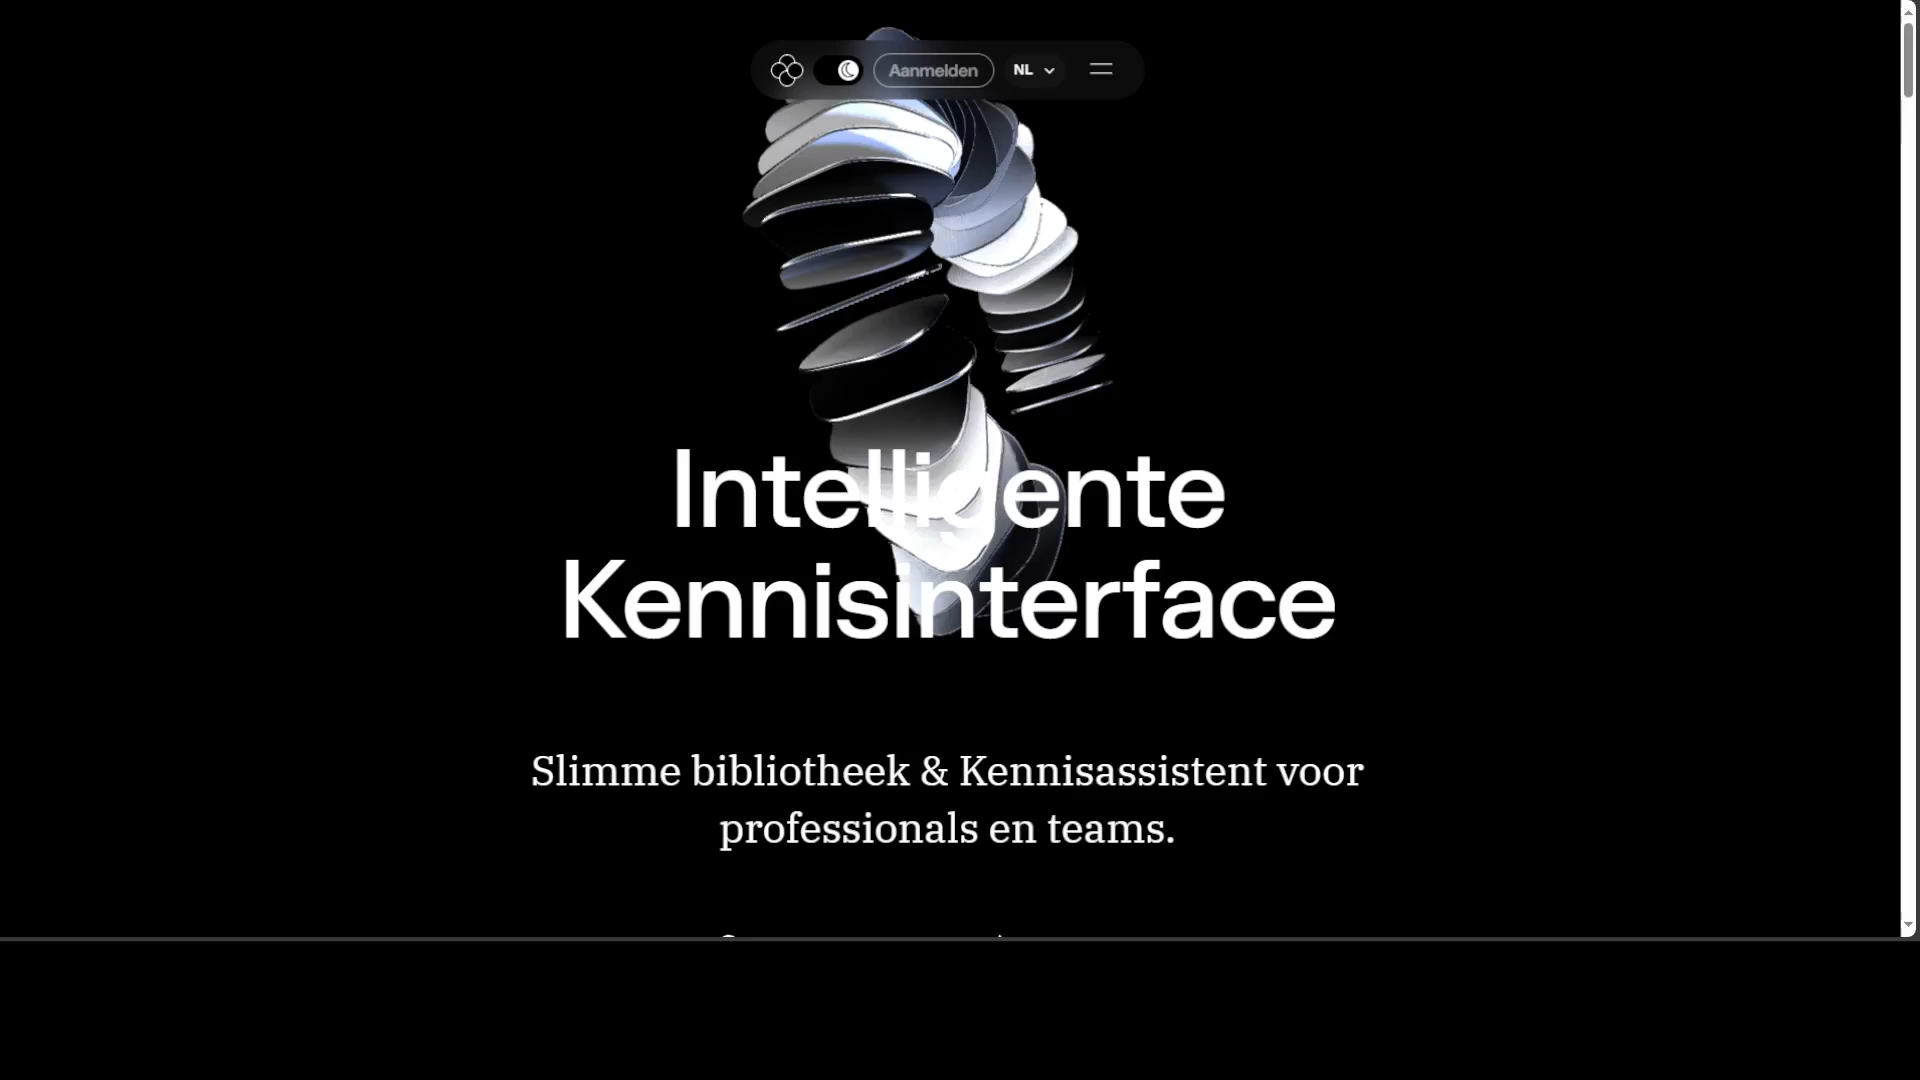 Aanmelden NL
Intelligente
Kennisinterface
Slimme bibliotheek & Kennisassistent voor
professionals en teams.